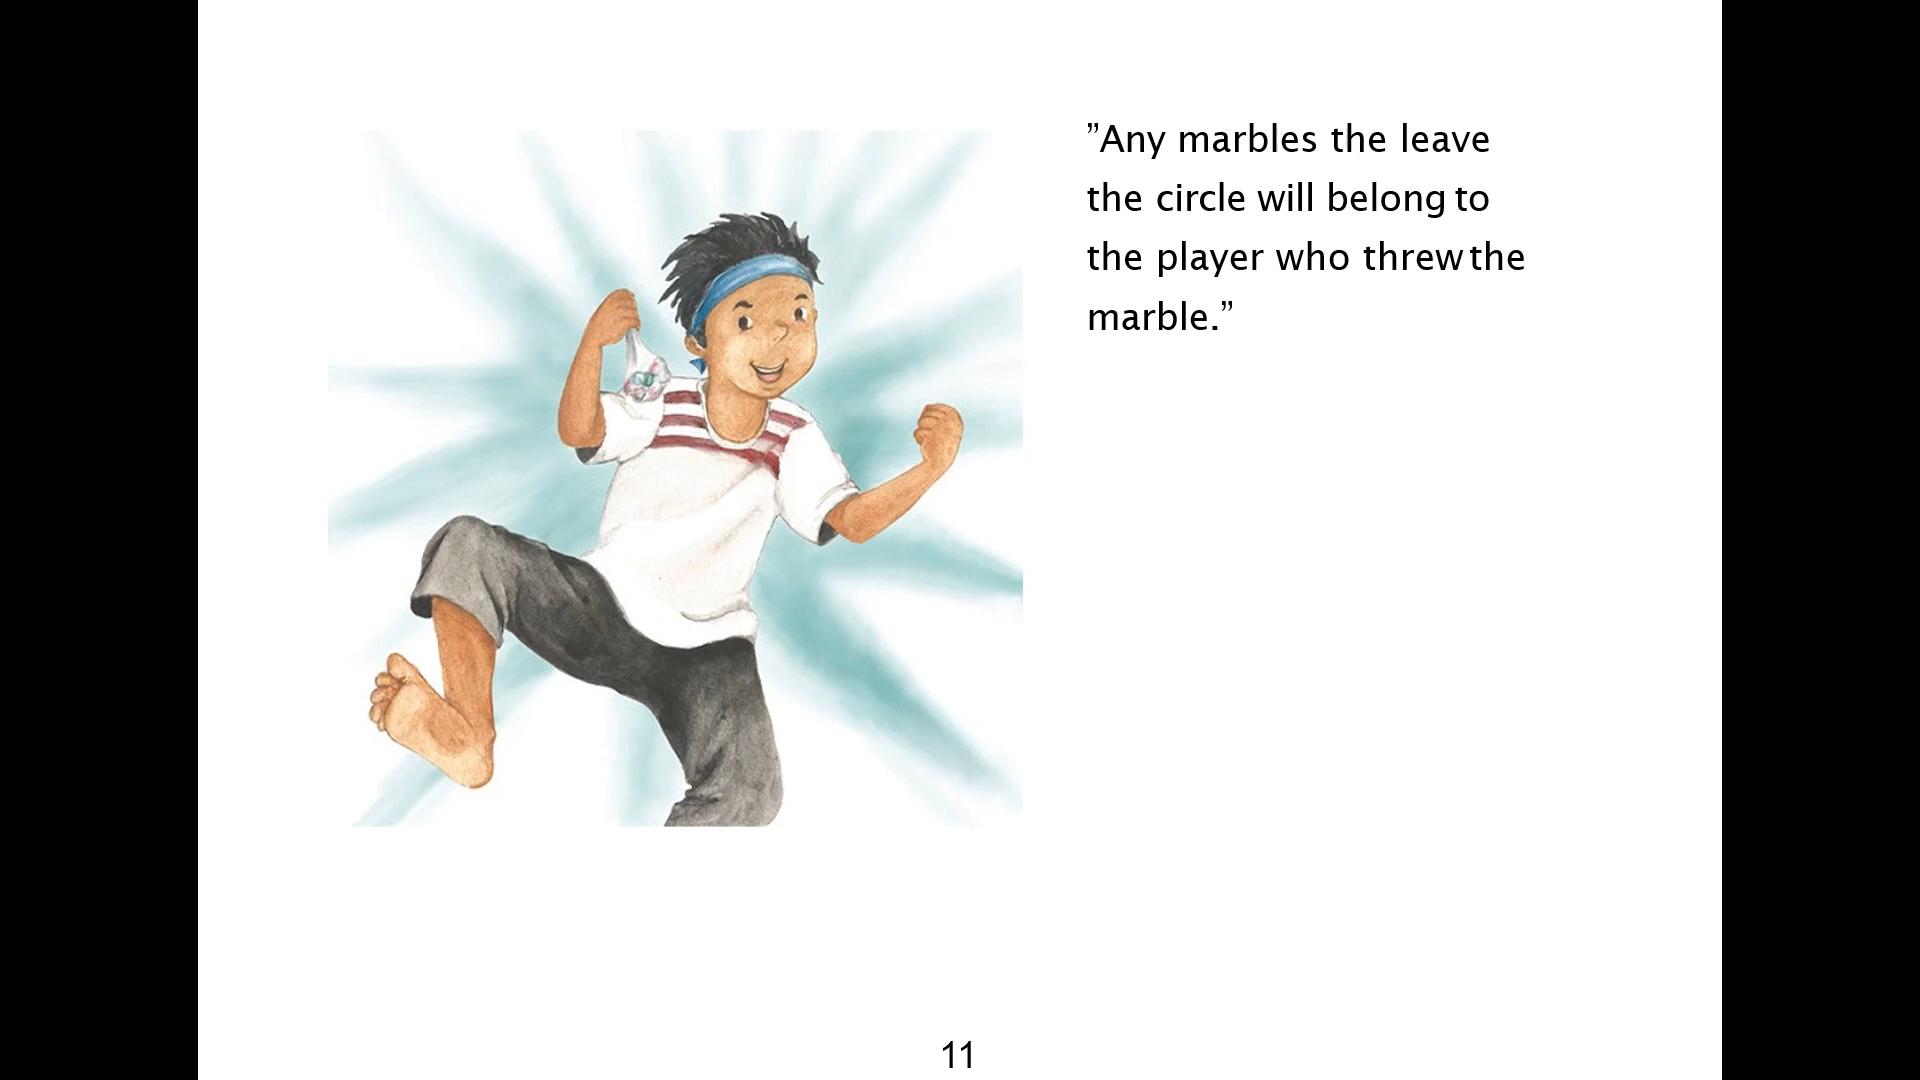 ”Any marbles the leave
the circle will belong to
the player who threw the
marble.”
11